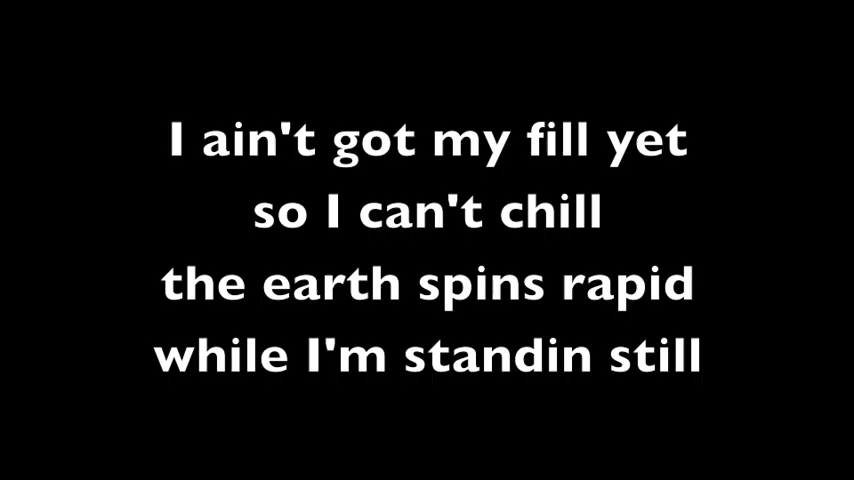 I ain't got my fill yet
so I can't chill
the earth spins rapid
while I'm standin still